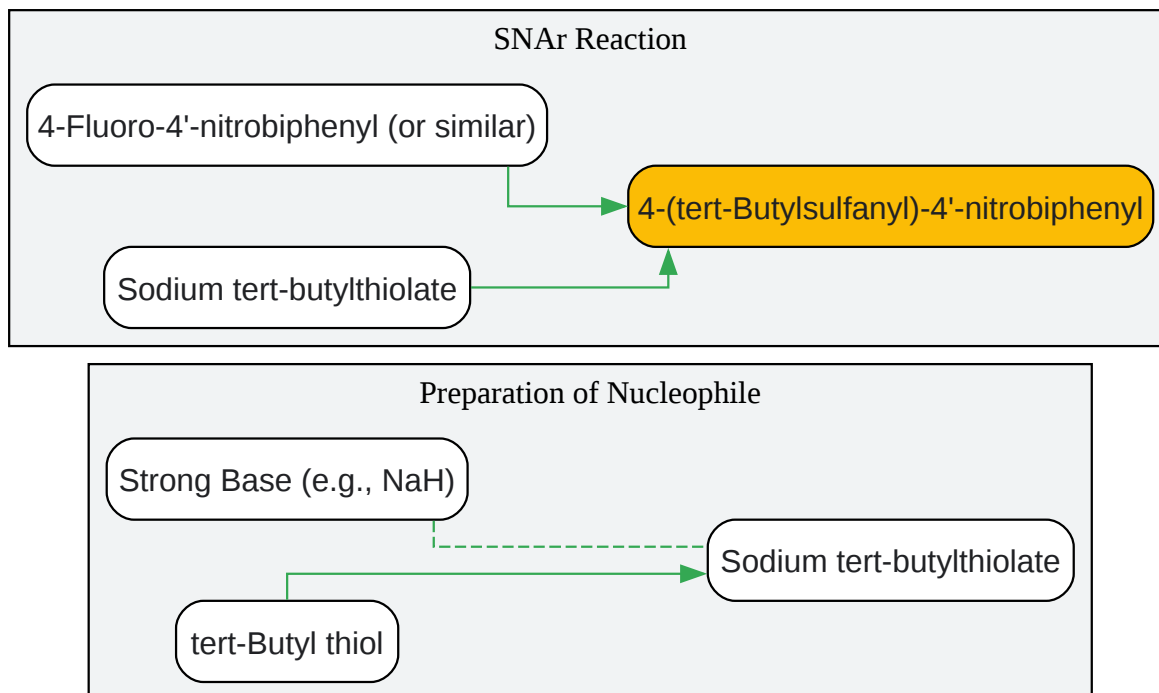 SNAr Reaction
4-Fluoro-4'-nitrobiphenyl (or similar)
4-(tert-Butylsulfanyl)-4'-nitrobiphenyl
Sodium tert-butylthiolate
Preparation of Nucleophile
Strong Base (e.g., NaH)
Sodium tert-butylthiolate
tert-Butyl thiol